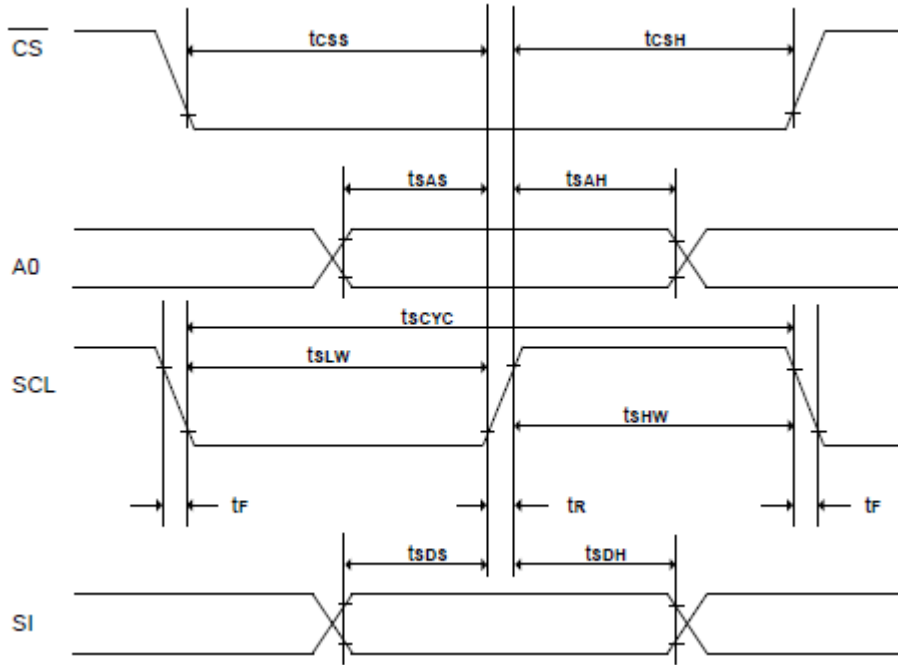 CS tCSS tCSH
tSAS tSAH
A0
tSCYC
tSLW
SCL
tSHW
tF tR tF
tSDS tSDH
SI